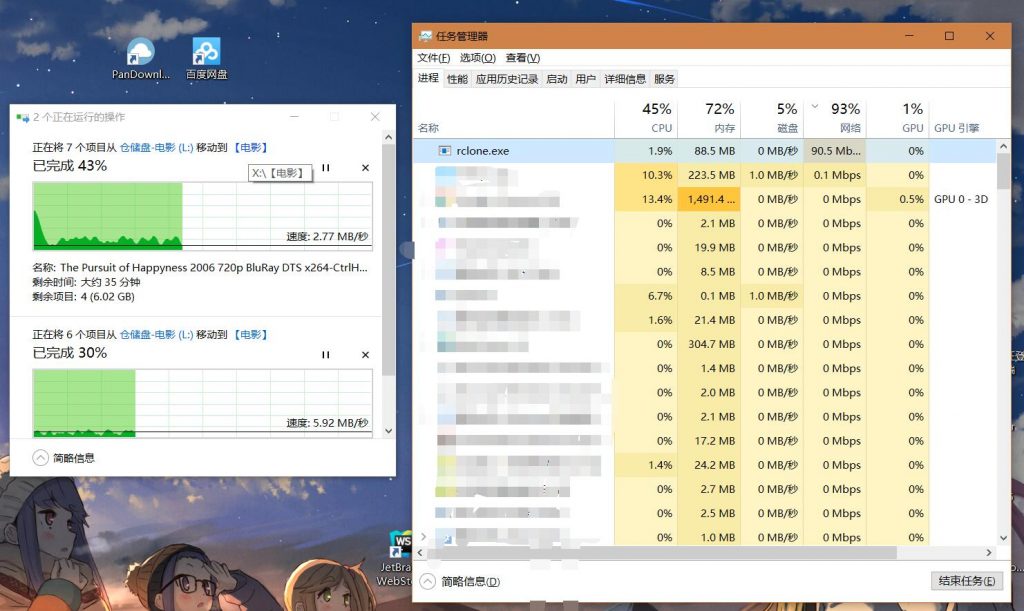 PanDownl...
百度网盘
2 个正在运行的操作
正在将 7 个项目从 仓储盘-电影 (L:) 移动到 【电影】
已完成 43%
X:\【电影】
速度: 2.77 MB/秒
名称: The Pursuit of Happyness 2006 720p BluRay DTS x264-CtrlH...
剩余时间: 大约 35 分钟
剩余项目: 4 (6.02 GB)
正在将 6 个项目从 仓储盘-电影 (L:) 移动到 【电影】
已完成 30%
速度: 5.92 MB/秒
简略信息
任务管理器
文件(F) 选项(O) 查看(V)
进程 性能 应用历史记录 启动 用户 详细信息 服务
45% 72% 5% 93% 1%
名称 CPU 内存 磁盘 网络 GPU GPU 引擎
rclone.exe 1.9% 88.5 MB 0 MB/秒 90.5 Mb... 0%
10.3% 223.5 MB 1.0 MB/秒 0.1 Mbps 0%
13.4% 1,491.4 ... 0 MB/秒 0 Mbps 0.5% GPU 0 - 3D
0% 2.1 MB 0 MB/秒 0 Mbps 0%
0% 19.9 MB 0 MB/秒 0 Mbps 0%
0% 8.5 MB 0 MB/秒 0 Mbps 0%
6.7% 0.1 MB 1.0 MB/秒 0 Mbps 0%
1.6% 21.4 MB 0 MB/秒 0 Mbps 0%
0% 304.7 MB 0 MB/秒 0 Mbps 0%
0% 1.4 MB 0 MB/秒 0 Mbps 0%
0% 2.0 MB 0 MB/秒 0 Mbps 0%
0% 2.1 MB 0 MB/秒 0 Mbps 0%
0% 17.2 MB 0 MB/秒 0 Mbps 0%
1.4% 24.2 MB 0 MB/秒 0 Mbps 0%
0% 2.7 MB 0 MB/秒 0 Mbps 0%
0% 2.5 MB 0 MB/秒 0 Mbps 0%
0% 1.0 MB 0 MB/秒 0 Mbps 0%
简略信息(D)
结束任务(E)
WS
JetBra
WebSto